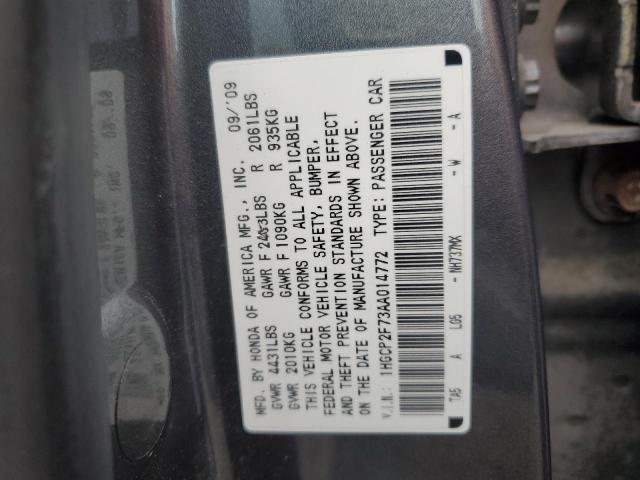 MFD. BY HONDA OF AMERICA MFG., INC. 09/'09
GVWR 4431LBS GAWR F 2403LBS R 2061LBS
GVWR 2010KG GAWR F 1090KG R 935KG
THIS VEHICLE CONFORMS TO ALL APPLICABLE
FEDERAL MOTOR VEHICLE SAFETY, BUMPER,
AND THEFT PREVENTION STANDARDS IN EFFECT
ON THE DATE OF MANUFACTURE SHOWN ABOVE.
V.I.N.: 1HGCP2F73AA014772 TYPE: PASSENGER CAR
TA5 A LG5 - NH737MX - W - A